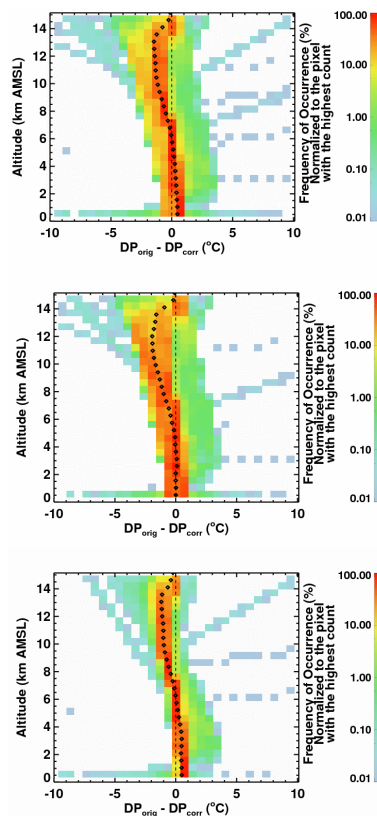 14
12
10
8
6
4
2
0
Altitude (km AMSL)
-10 -5 0 5 10
DPorig - DPcorr (oC)
Frequency of Occurrence (%)
Normalized to the pixel
with the highest count
100.00
10.00
1.00
0.10
0.01
14
12
10
8
6
4
2
0
Altitude (km AMSL)
-10 -5 0 5 10
DPorig - DPcorr (oC)
Frequency of Occurrence (%)
Normalized to the pixel
with the highest count
100.00
10.00
1.00
0.10
0.01
14
12
10
8
6
4
2
0
Altitude (km AMSL)
-10 -5 0 5 10
DPorig - DPcorr (oC)
Frequency of Occurrence (%)
Normalized to the pixel
with the highest count
100.00
10.00
1.00
0.10
0.01